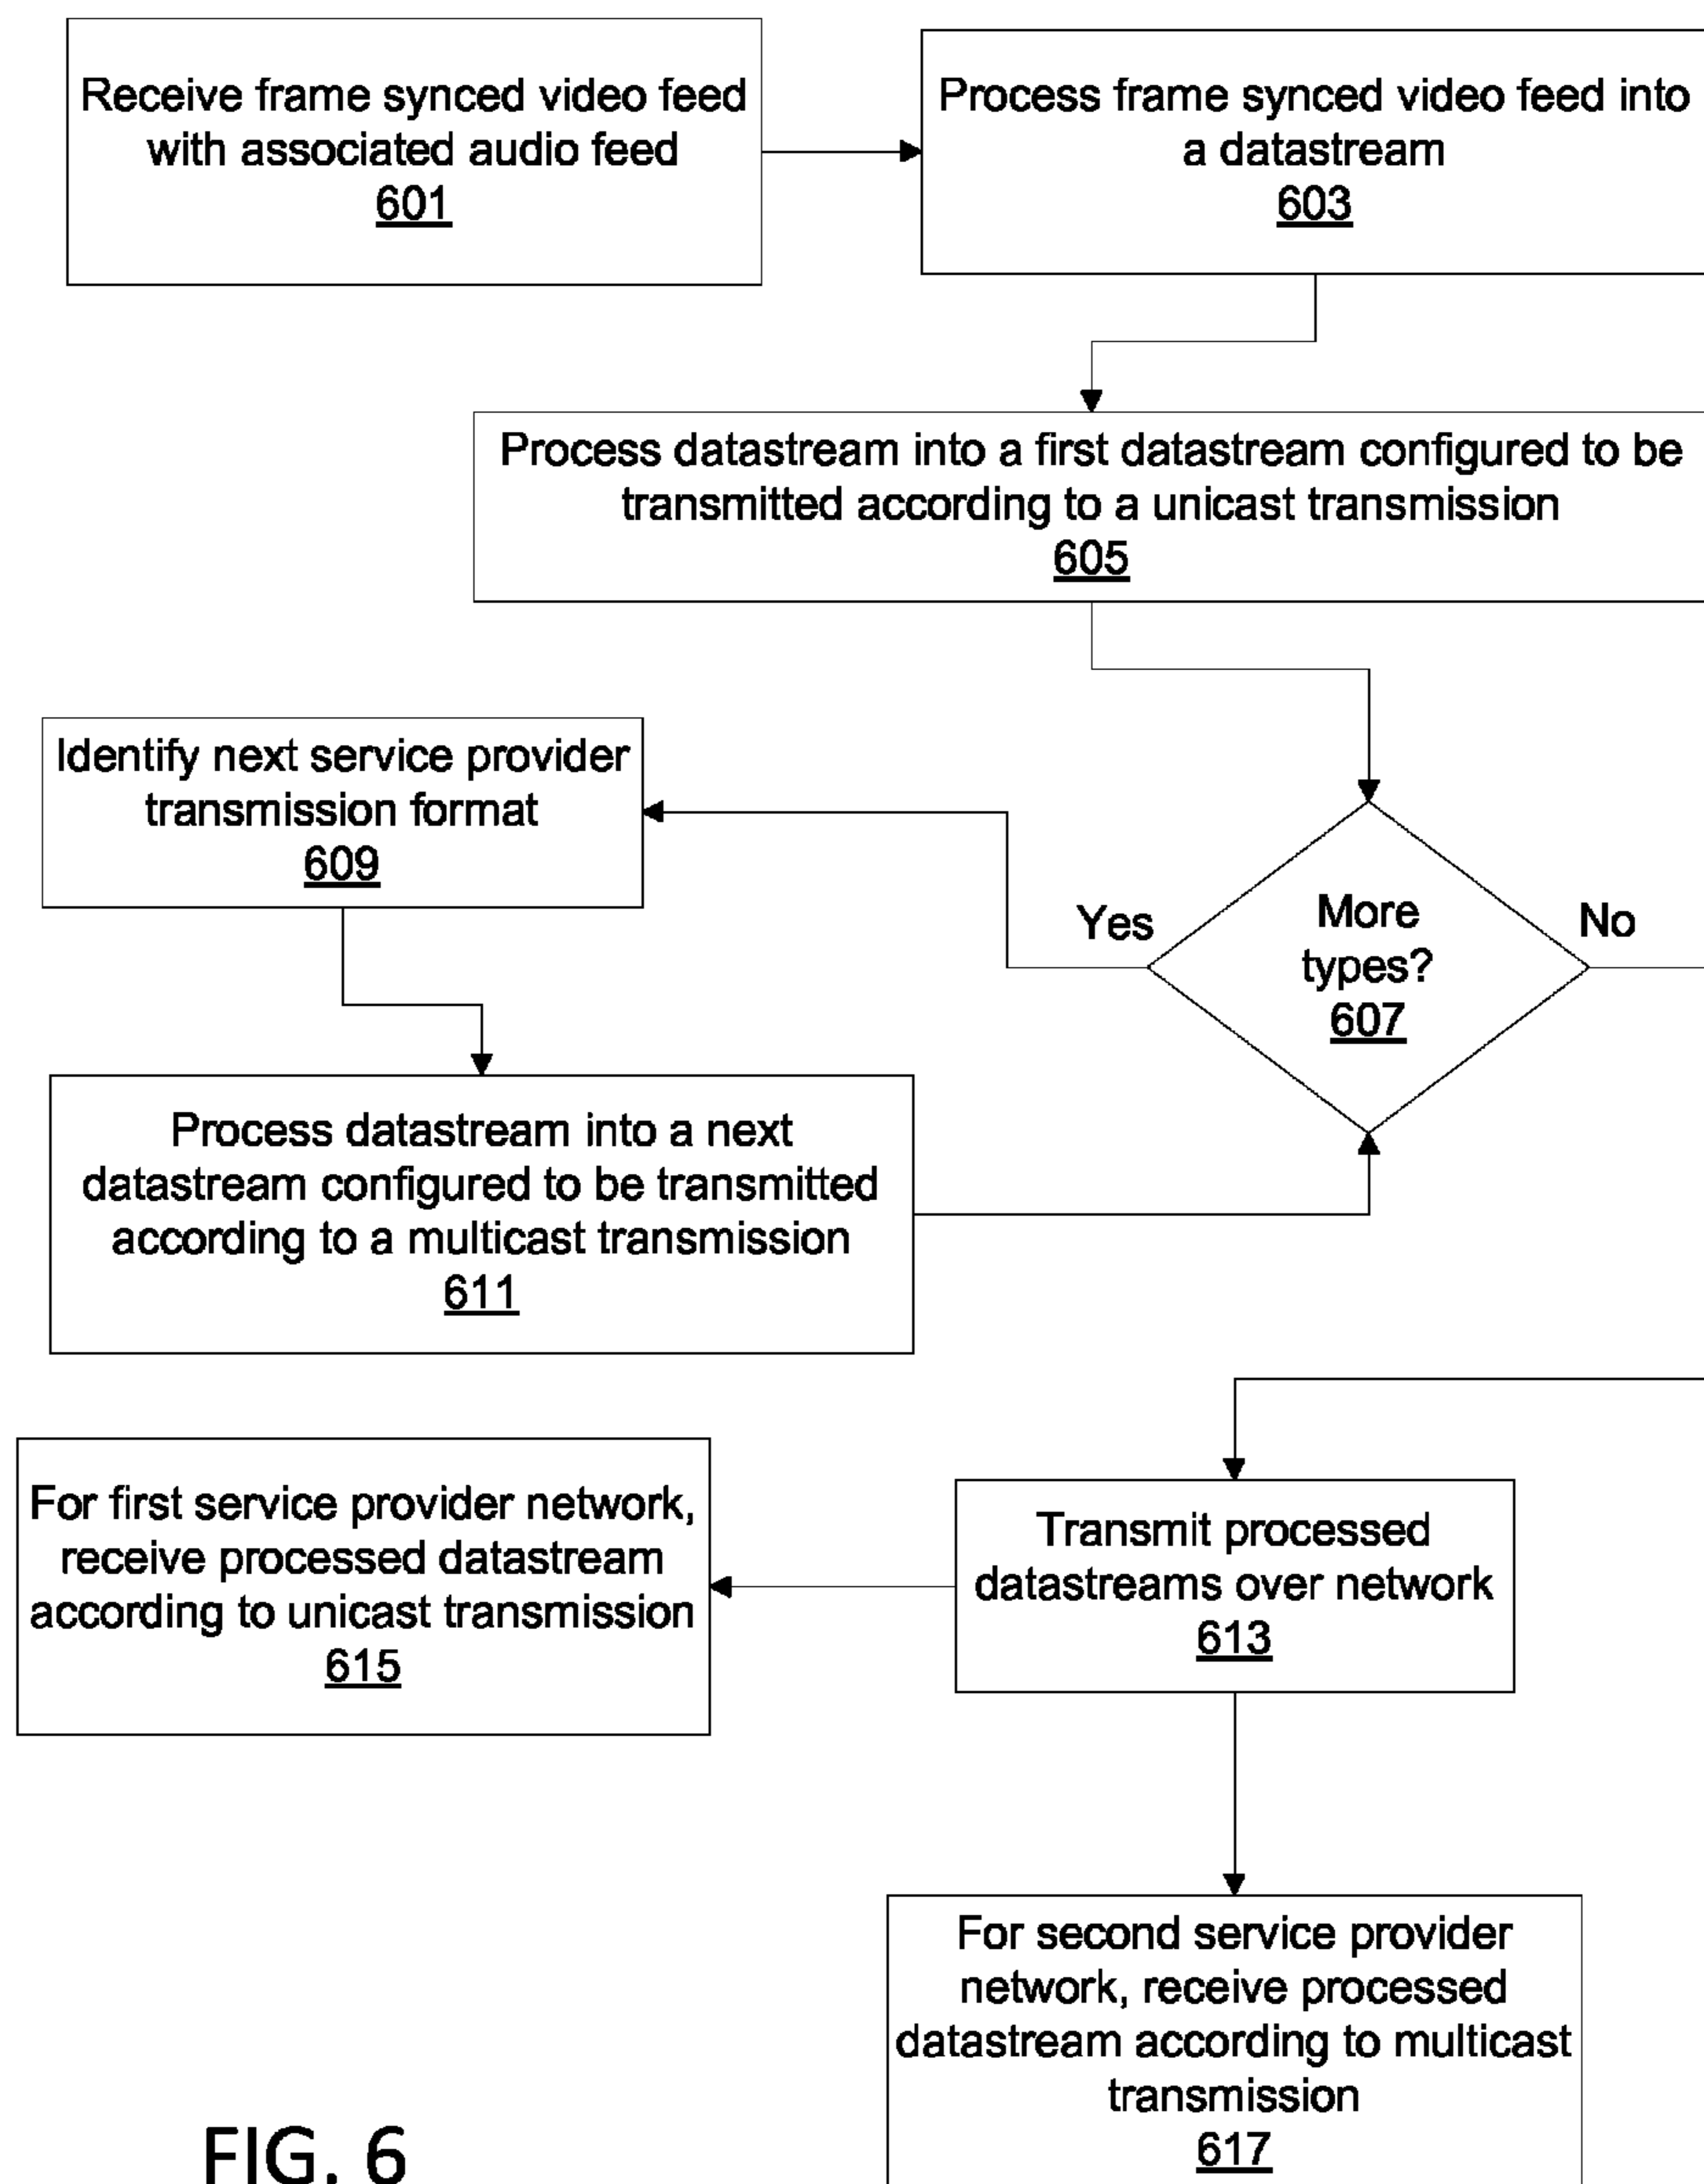 Receive frame synced video feed
with associated audio feed
601
Process frame synced video feed into
a datastream
603
Process datastream into a first datastream configured to be
transmitted according to a unicast transmission
605
Identify next service provider
transmission format
609
Yes
More
types?
607
No
Process datastream into a next
datastream configured to be transmitted
according to a multicast transmission
611
For first service provider network,
receive processed datastream
according to unicast transmission
615
Transmit processed
datastreams over network
613
For second service provider
network, receive processed
datastream according to multicast
transmission
617
FIG. 6